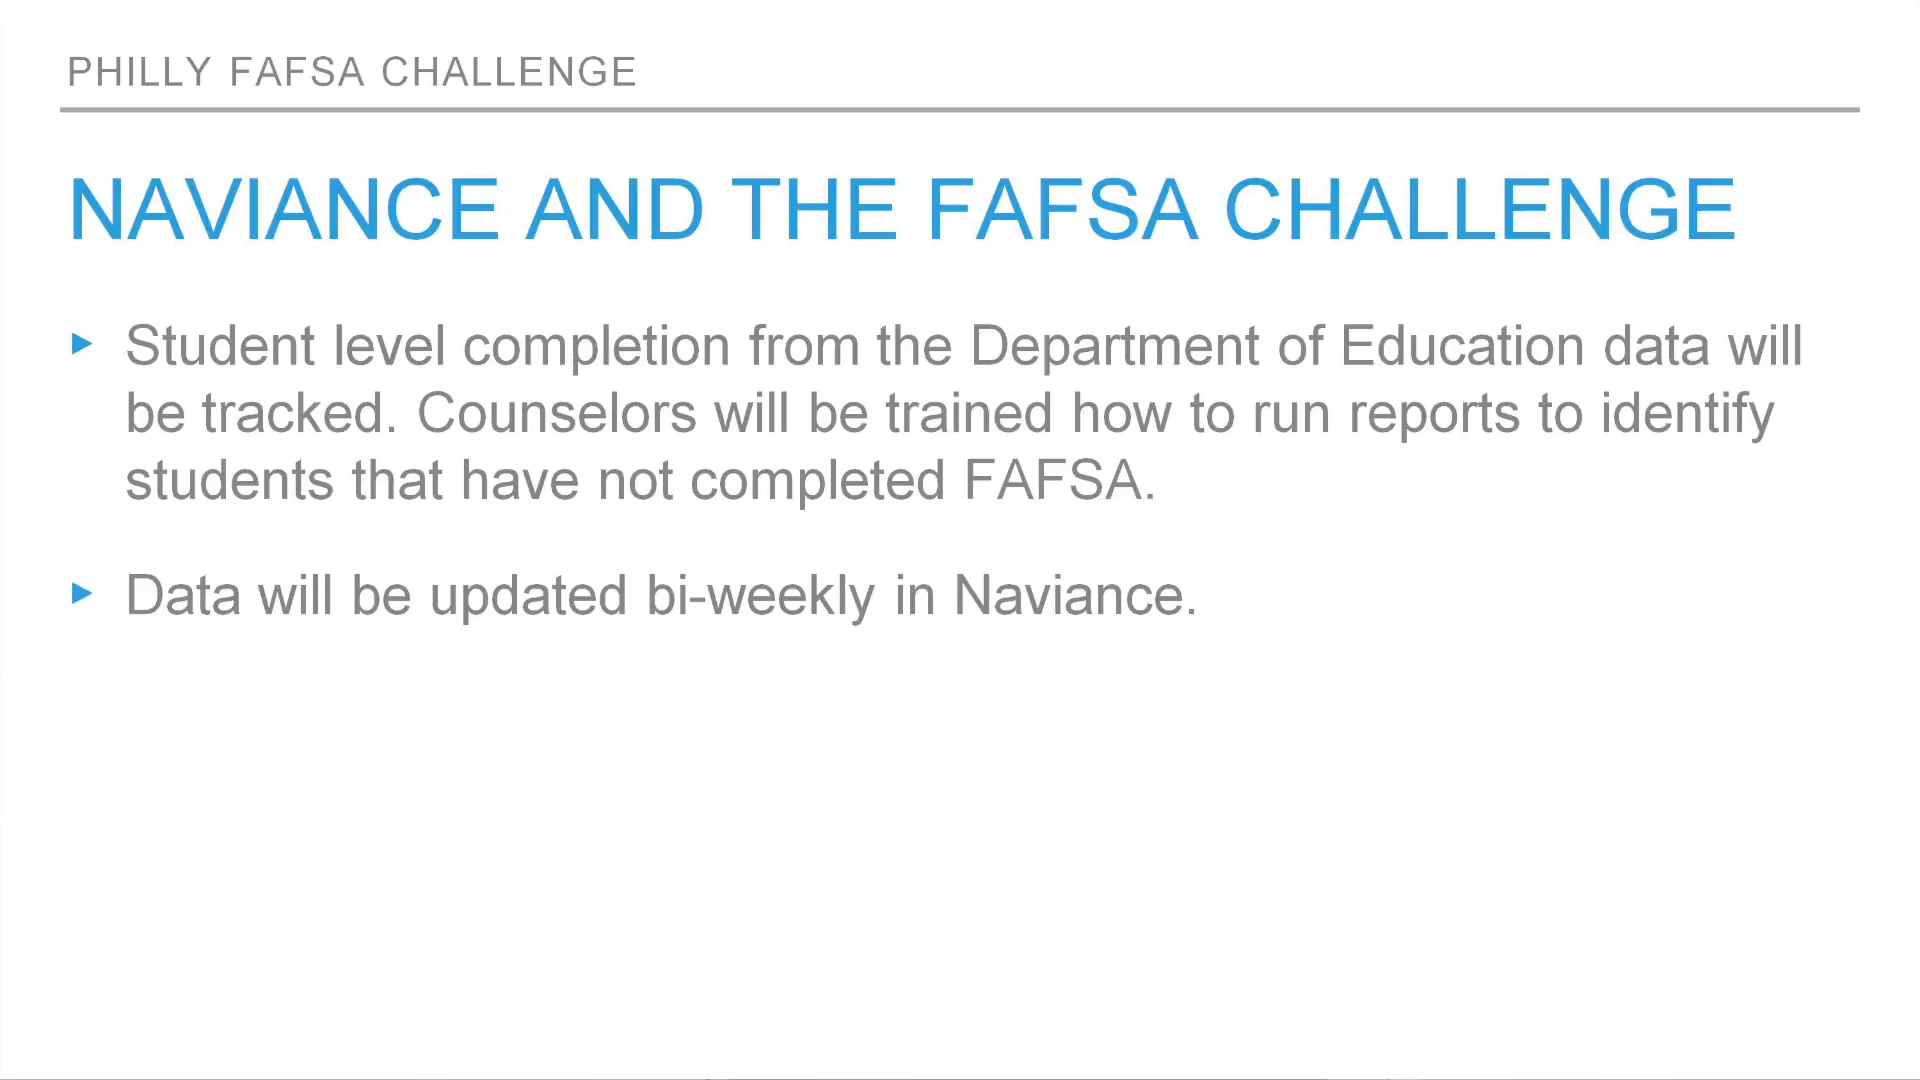 PHILLY FAFSA CHALLENGE
NAVIANCE AND THE FAFSA CHALLENGE
Student level completion from the Department of Education data will
be tracked. Counselors will be trained how to run reports to identify
students that have not completed FAFSA.
Data will be updated bi-weekly in Naviance.